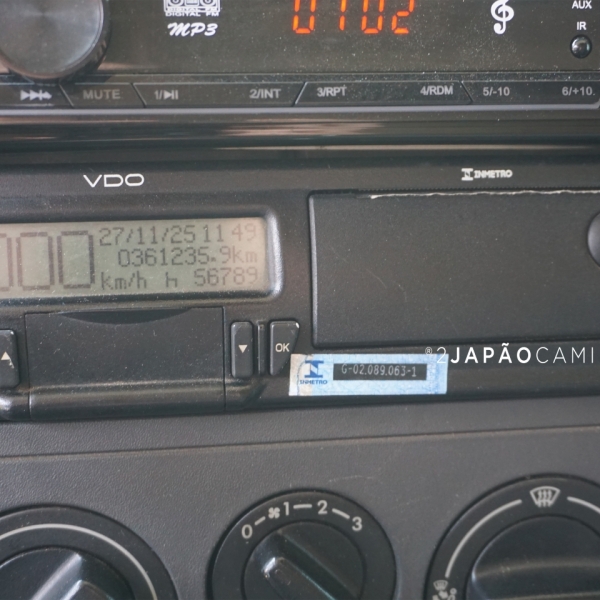 DIGITAL FM
MP3
0102
AUX
IR
MUTE 1/ 2/INT 3/RPT 4/RDM 5/-10 6/+10.
VDO
INMETRO
27/11/25 11 49
0361235.9km
km/h h 56789
OK
INMETRO
G-02.089.063-1
®2JAPÃOCAMI
0 1 2 3